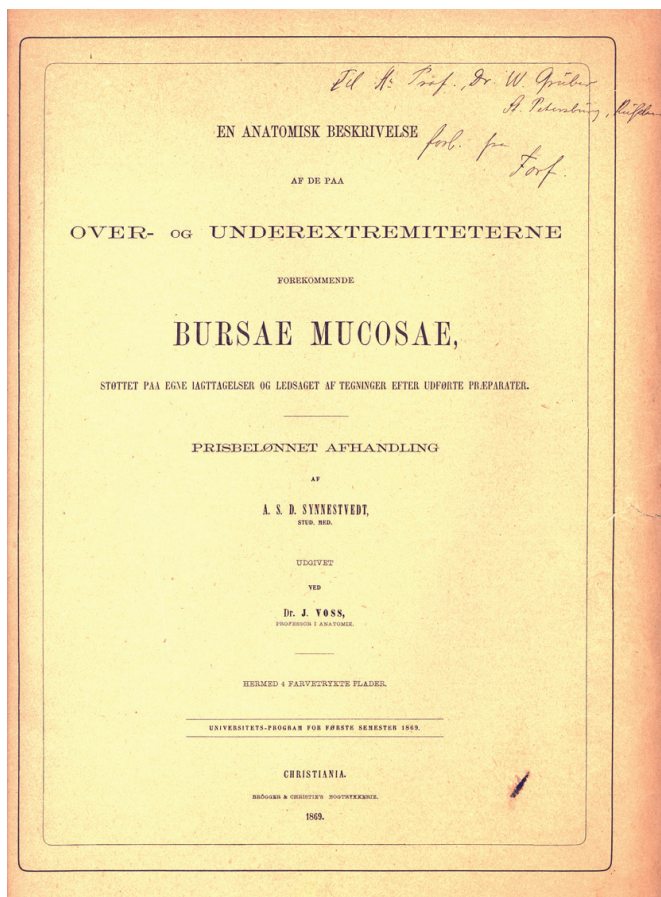 Til Hr Prof. Dr. W. Gruber
St. Petersburg,
forb. fra
Forf.
EN ANATOMISK BESKRIVELSE
AF DE PAA
OVER- OG UNDEREXTREMITETERNE
FOREKOMMENDE
BURSAE MUCOSAE,
STØTTET PAA EGNE IAGTTAGELSER OG LEDSAGET AF TEGNINGER EFTER UDFØRTE PRÆPARATER.
PRISBELØNNET AFHANDLING
AF
A. S. D. SYNNESTVEDT,
STUD. MED.
UDGIVET
VED
Dr. J. VOSS,
PROFESSOR I ANATOMIE.
HERMED 4 FARVETRYKTE PLADER.
UNIVERSITETS-PROGRAM FOR FØRSTE SEMESTER 1869.
CHRISTIANIA.
BRÖGGER & CHRISTIE'S BOGTRYKKERIE.
1869.